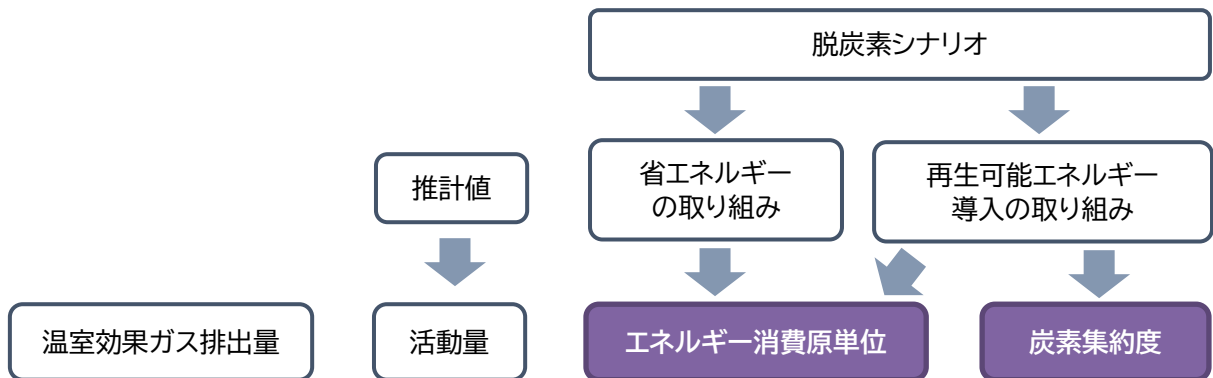 脱炭素シナリオ
推計値
省エネルギー
の取り組み
再生可能エネルギー
導入の取り組み
温室効果ガス排出量
活動量
エネルギー消費原単位
炭素集約度